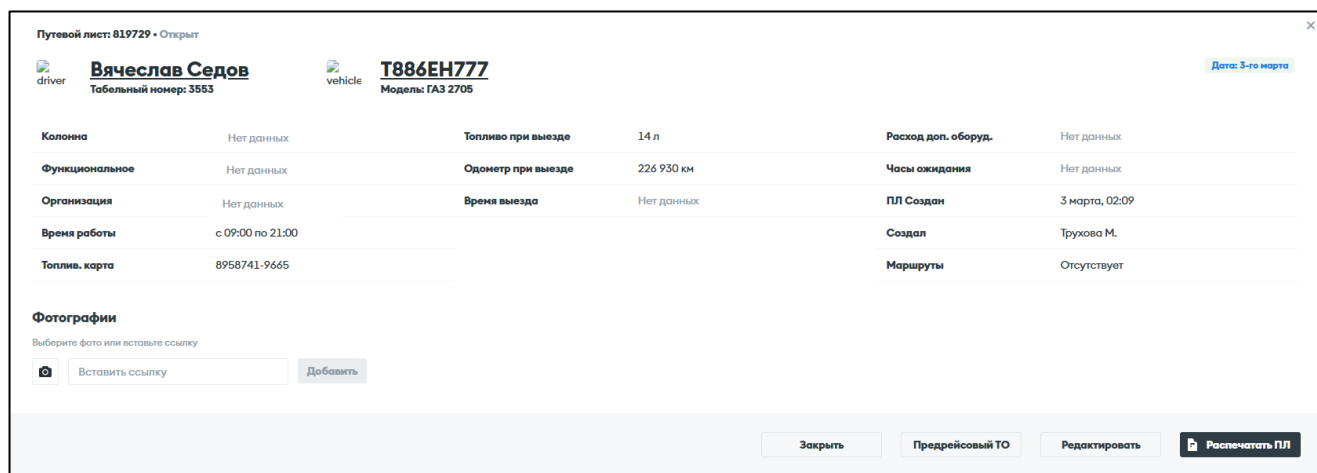 Путевой лист: 819729 • Открыт
×
driver
Вячеслав Седов
Табельный номер: 3553
vehicle
Т886ЕН777
Модель: ГАЗ 2705
Дата: 3-го марта
Колонна Нет данных
Топливо при выезде 14 л
Расход доп. оборуд. Нет данных
Функциональное Нет данных
Одометр при выезде 226 930 км
Часы ожидания Нет данных
Организация Нет данных
Время выезда Нет данных
ПЛ Создан 3 марта, 02:09
Время работы с 09:00 по 21:00
Создал Трухова М.
Топлив. карта 8958741-9665
Маршруты Отсутствует
Фотографии
Выберите фото или вставьте ссылку
Вставить ссылку
Добавить
Закрыть
Предрейсовый ТО
Редактировать
Распечатать ПЛ